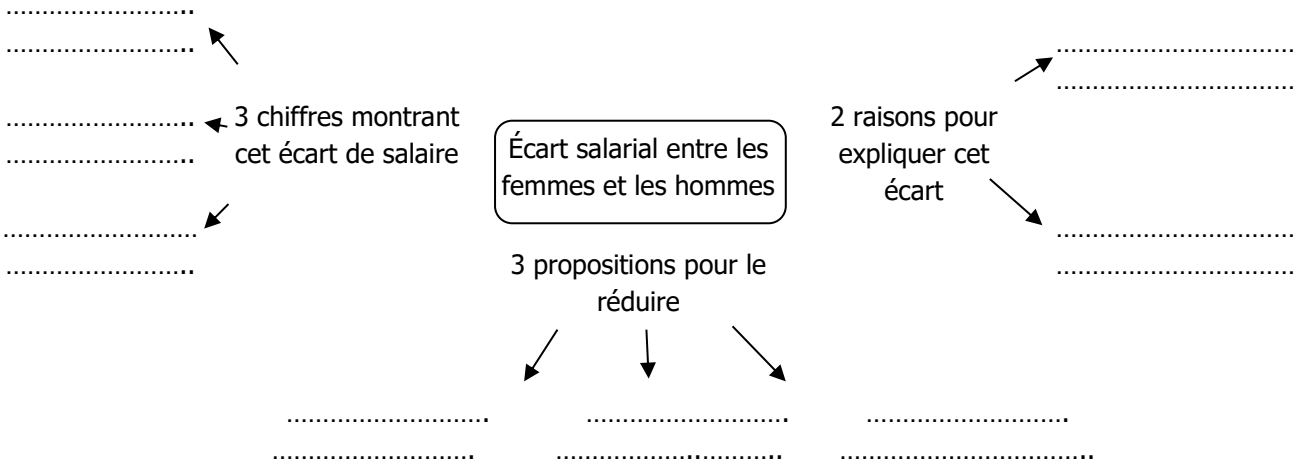 ……………………..
……………………..
……………………..
……………………..
………………………
……………………..
3 chiffres montrant
cet écart de salaire
Écart salarial entre les
femmes et les hommes
2 raisons pour
expliquer cet
écart
……………………………
……………………………
……………………………
……………………………
3 propositions pour le
réduire
……………………….
……………………….
……………………….
……………………….
………………..………..
……………………………..